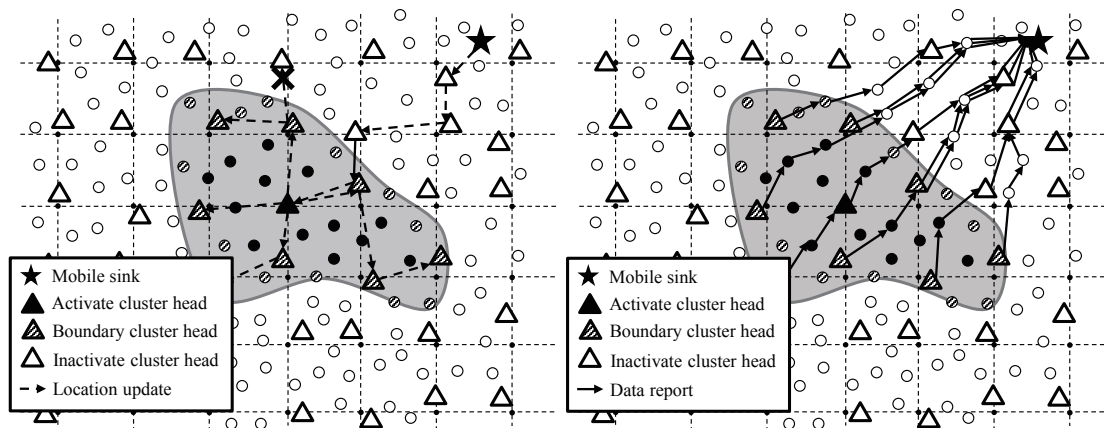 Mobile sink
Activate cluster head
Boundary cluster head
Inactivate cluster head
Location update
Mobile sink
Activate cluster head
Boundary cluster head
Inactivate cluster head
Data report